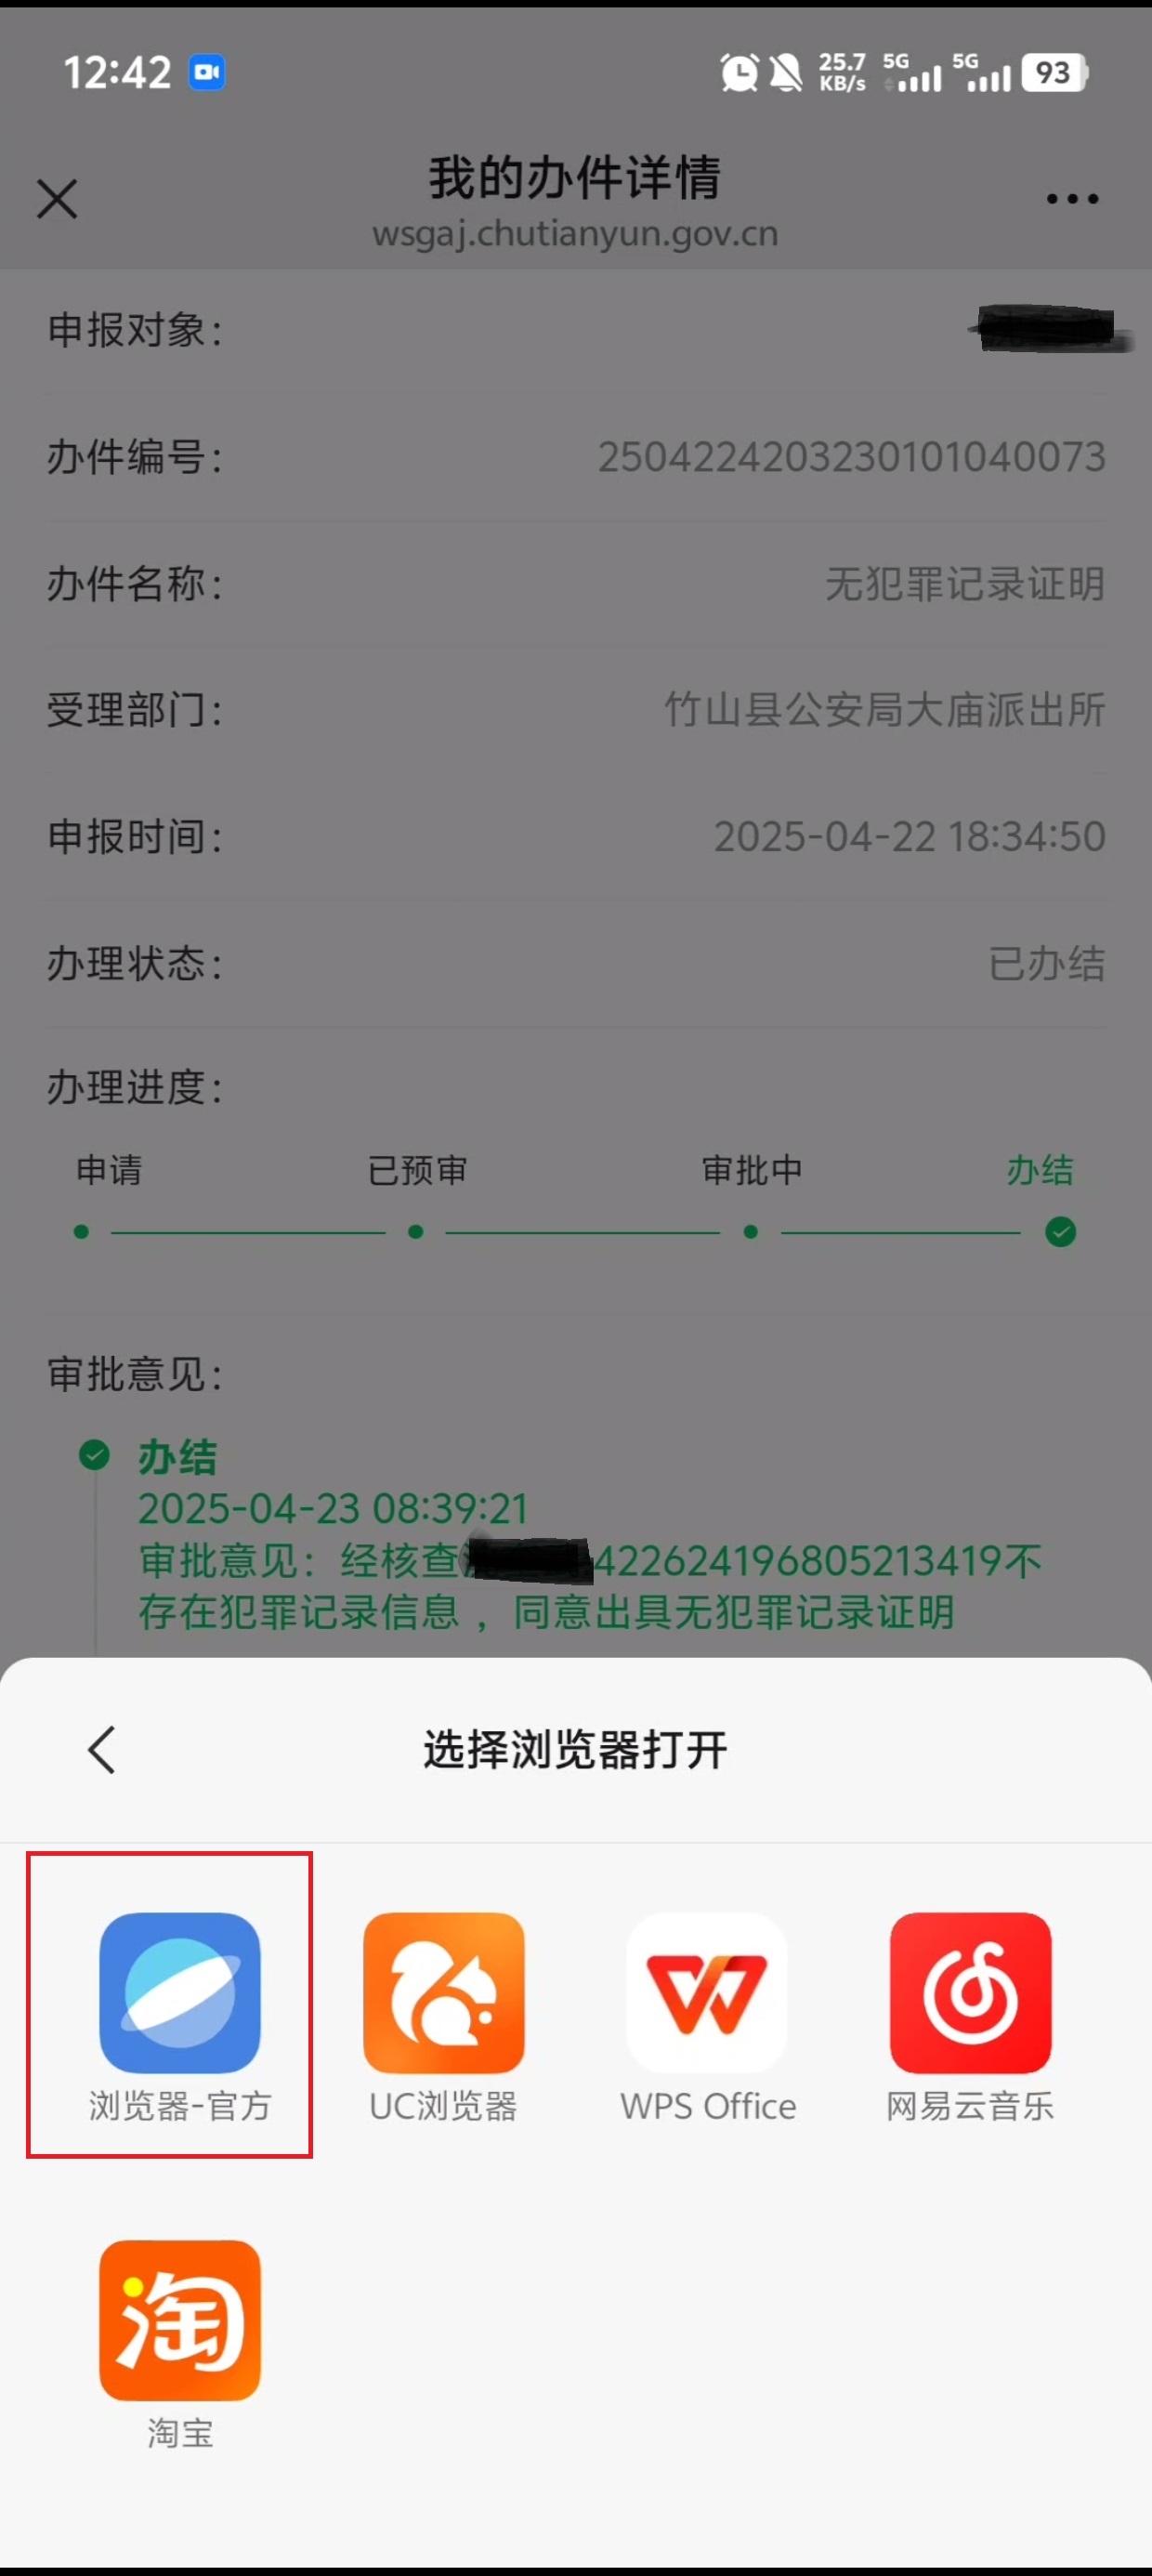 12:42 25.7 KB/s 5G 5G 93
我的办件详情
wsgaj.chutianyun.gov.cn
申报对象:
办件编号: 2504224203230101040073
办件名称: 无犯罪记录证明
受理部门: 竹山县公安局大庙派出所
申报时间: 2025-04-22 18:34:50
办理状态: 已办结
办理进度:
申请 已预审 审批中 办结
审批意见:
办结
2025-04-23 08:39:21
审批意见: 经核查 422624196805213419不
存在犯罪记录信息，同意出具无犯罪记录证明
选择浏览器打开
浏览器-官方 UC浏览器 WPS Office 网易云音乐
淘
淘宝